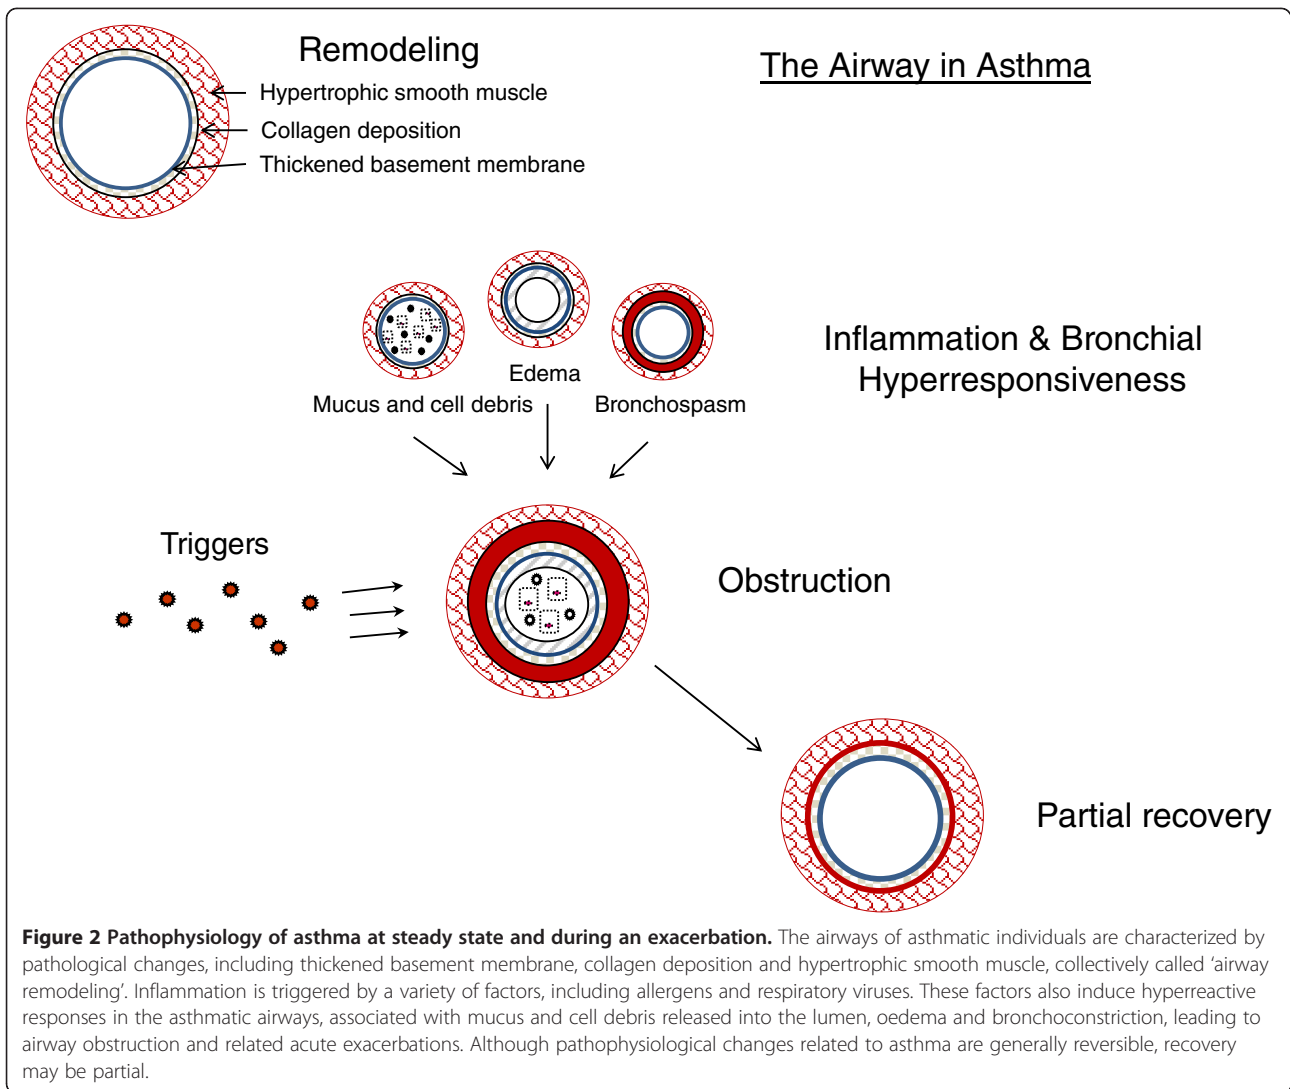 Remodeling
The Airway in Asthma
Hypertrophic smooth muscle
Collagen deposition
Thickened basement membrane
Edema
Mucus and cell debris
Bronchospasm
Inflammation & Bronchial
Hyperresponsiveness
Triggers
Obstruction
Partial recovery
Figure 2 Pathophysiology of asthma at steady state and during an exacerbation. The airways of asthmatic individuals are characterized by
pathological changes, including thickened basement membrane, collagen deposition and hypertrophic smooth muscle, collectively called ‘airway
remodeling’. Inflammation is triggered by a variety of factors, including allergens and respiratory viruses. These factors also induce hyperreactive
responses in the asthmatic airways, associated with mucus and cell debris released into the lumen, oedema and bronchoconstriction, leading to
airway obstruction and related acute exacerbations. Although pathophysiological changes related to asthma are generally reversible, recovery
may be partial.